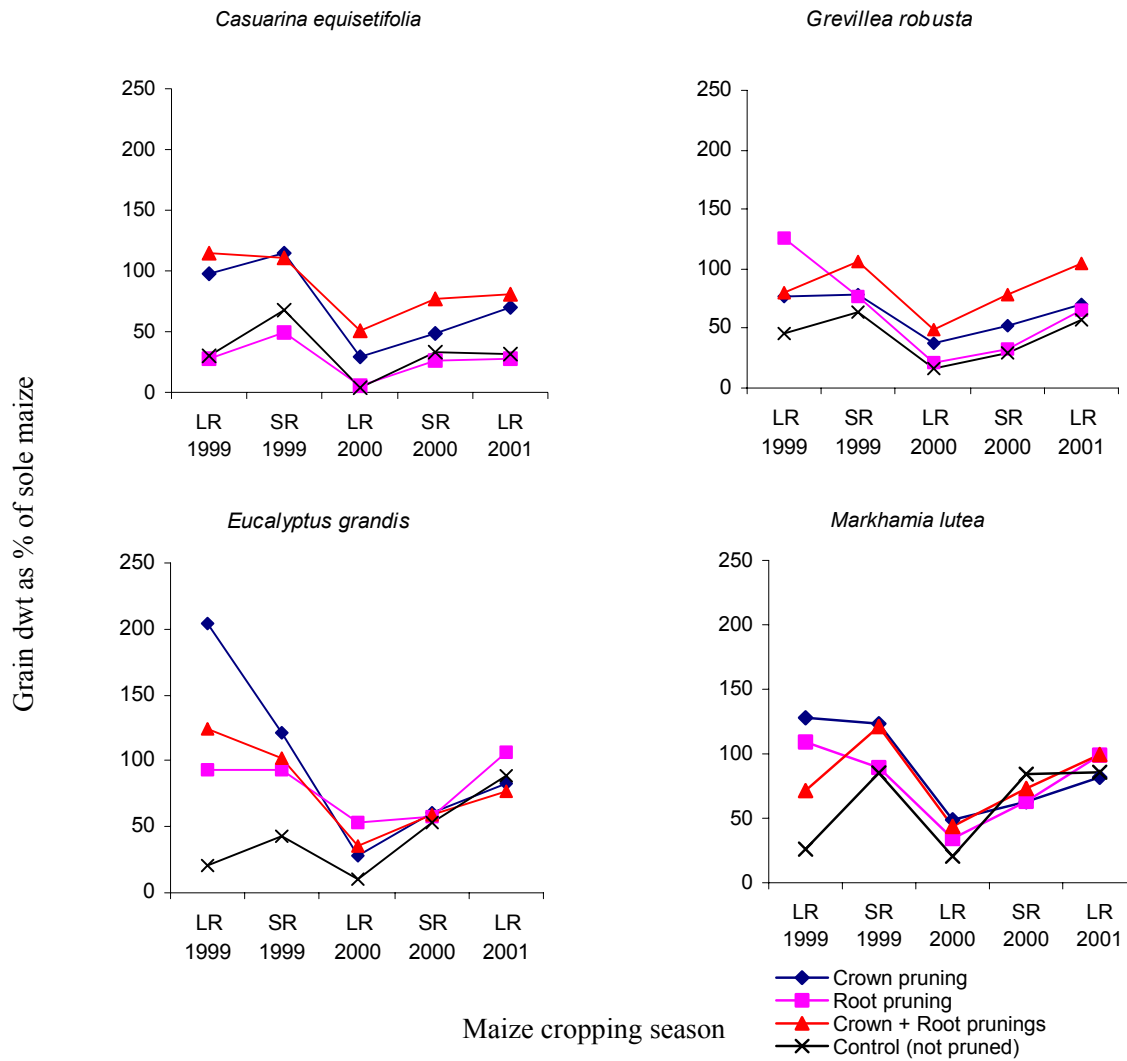 Casuarina equisetifolia
250
200
150
100
50
0
LR SR LR SR LR
1999 1999 2000 2000 2001
Grevillea robusta
250
200
150
100
50
0
LR SR LR SR LR
1999 1999 2000 2000 2001
Grain dwt as % of sole maize
Eucalyptus grandis
250
200
150
100
50
0
LR SR LR SR LR
1999 1999 2000 2000 2001
Markhamia lutea
250
200
150
100
50
0
LR SR LR SR LR
1999 1999 2000 2000 2001
Maize cropping season
Crown pruning
Root pruning
Crown + Root prunings
Control (not pruned)